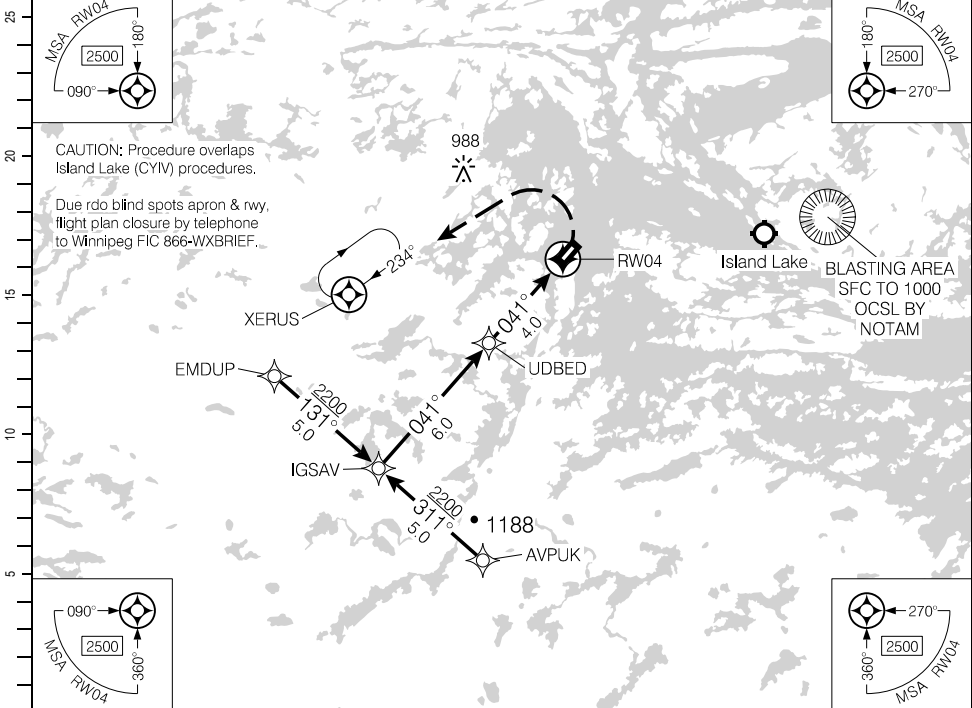 25
20
15
10
5
MSA RW04
180°
2500
090°
MSA RW04
180°
2500
270°
CAUTION: Procedure overlaps
Island Lake (CYIV) procedures.
Due rdo blind spots apron & rwy,
flight plan closure by telephone
to Winnipeg FIC 866-WXBRIEF.
988
234°
XERUS
RW04
Island Lake
BLASTING AREA
SFC TO 1000
OCSL BY
NOTAM
041°
4.0
UDBED
EMDUP
2200
131°
5.0
041°
6.0
IGSAV
2200
311°
5.0
1188
AVPUK
090°
2500
360°
MSA RW04
270°
2500
360°
MSA RW04